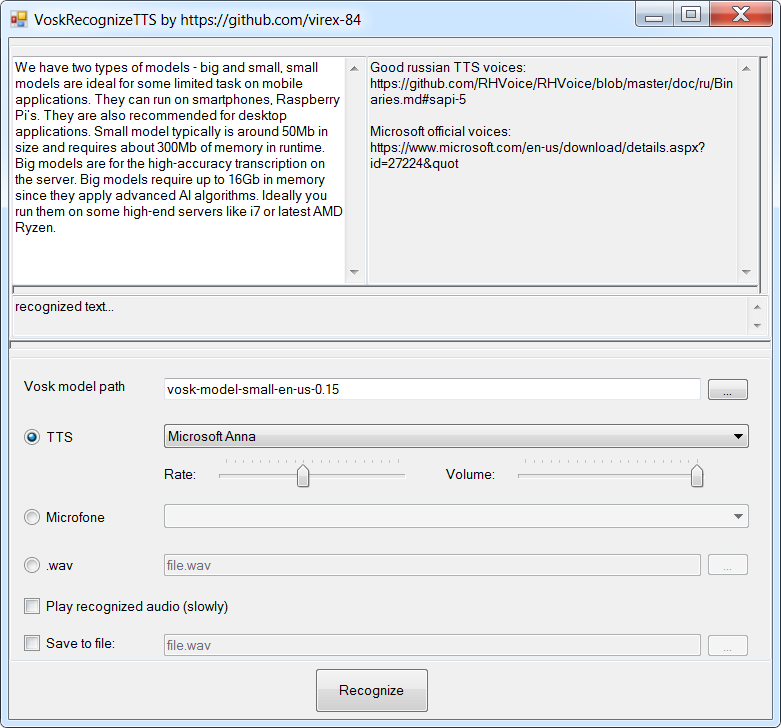 VoskRecognizeTTS by https://github.com/virex-84
We have two types of models - big and small, small
models are ideal for some limited task on mobile
applications. They can run on smartphones, Raspberry
Pi's. They are also recommended for desktop
applications. Small model typically is around 50Mb in
size and requires about 300Mb of memory in runtime.
Big models are for the high-accuracy transcription on
the server. Big models require up to 16Gb in memory
since they apply advanced AI algorithms. Ideally you
run them on some high-end servers like i7 or latest AMD
Ryzen.
Good russian TTS voices:
https://github.com/RHVoice/RHVoice/blob/master/doc/ru/Bin
aries.md#sapi-5
Microsoft official voices:
https://www.microsoft.com/en-us/download/details.aspx?
id=27224&quot
recognized text...
Vosk model path
vosk-model-small-en-us-0.15
...
TTS
Microsoft Anna
Rate:
Volume:
Microfone
.wav
file.wav
...
Play recognized audio (slowly)
Save to file:
file.wav
...
Recognize